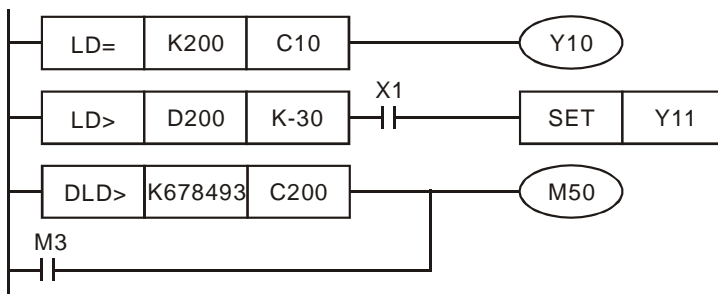 LD= K200 C10 Y10
X1
LD> D200 K-30 SET Y11
DLD> K678493 C200 M50
M3